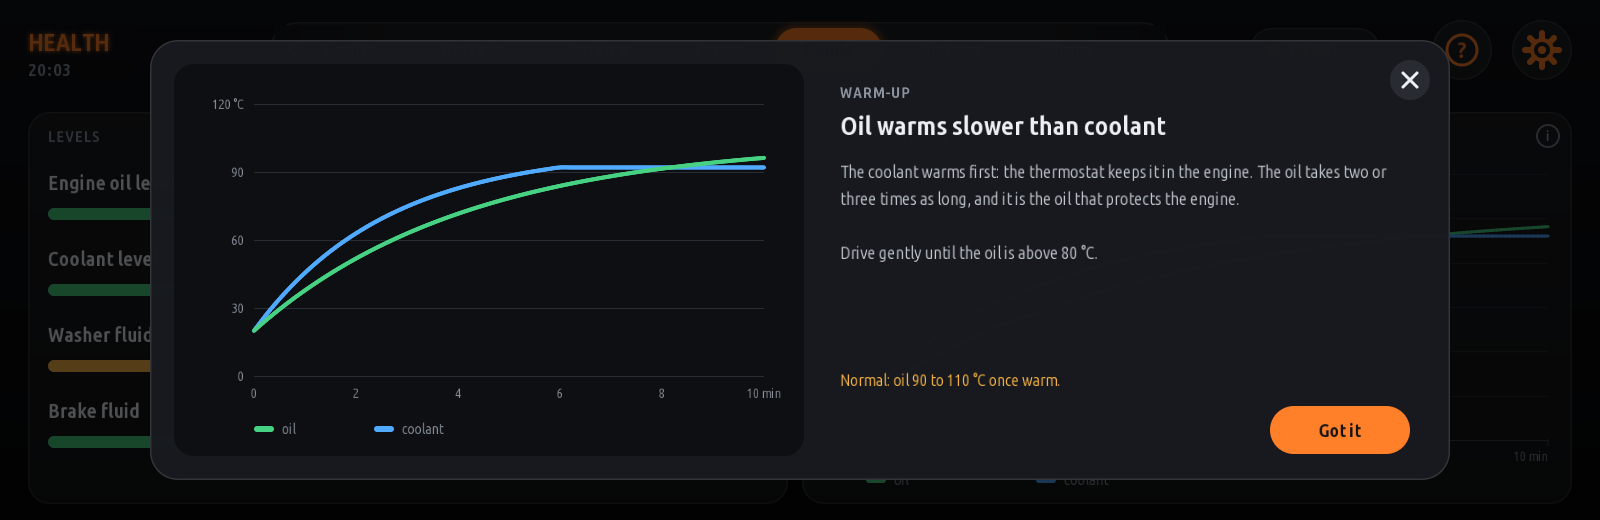 HEALTH
20:03
?
LEVELS
Engine oil le
Coolant leve
Washer fluid
Brake fluid
120 °C
90
60
30
0
0 2 4 6 8 10 min
oil coolant
WARM-UP
Oil warms slower than coolant
The coolant warms first: the thermostat keeps it in the engine. The oil takes two or
three times as long, and it is the oil that protects the engine.
Drive gently until the oil is above 80 °C.
Normal: oil 90 to 110 °C once warm.
Got it
i
10 min
oil coolant